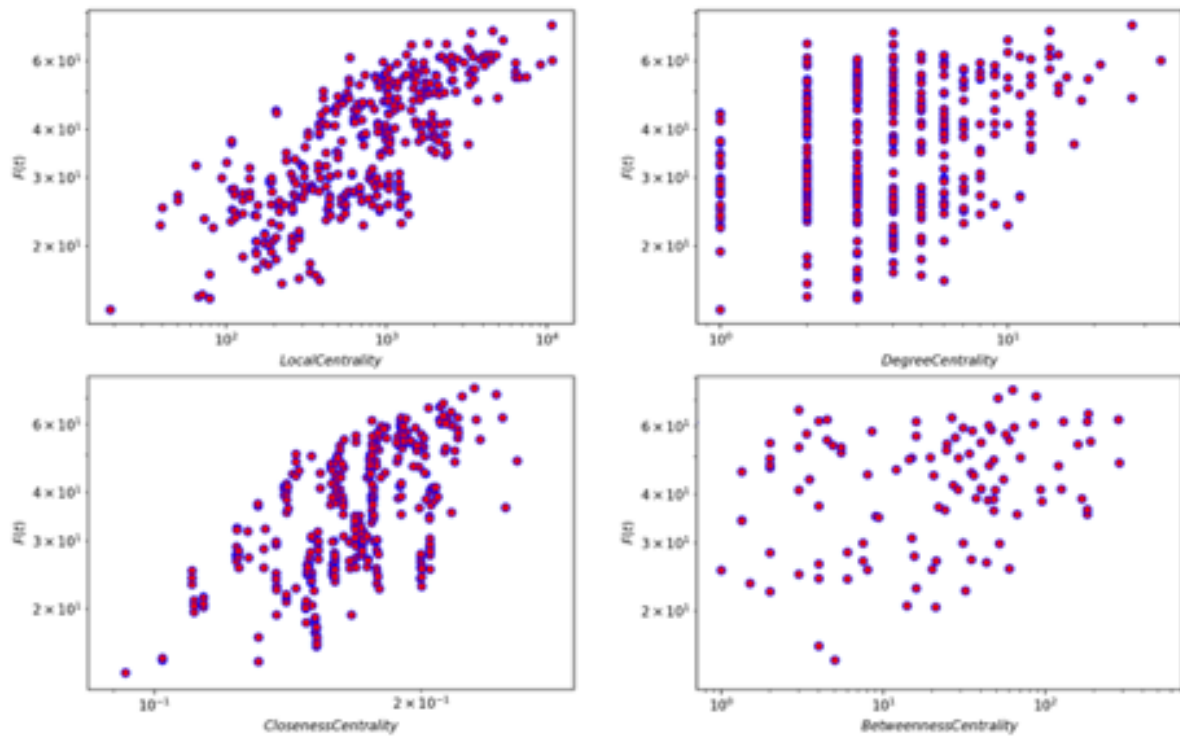 6 × 10¹
4 × 10¹
3 × 10¹
2 × 10¹
F(t)
10²
10³
10⁴
LocalCentrality
6 × 10¹
4 × 10¹
3 × 10¹
2 × 10¹
F(t)
10⁰
10¹
DegreeCentrality
6 × 10¹
4 × 10¹
3 × 10¹
2 × 10¹
F(t)
10⁻¹
2 × 10⁻¹
ClosenessCentrality
6 × 10¹
4 × 10¹
3 × 10¹
2 × 10¹
F(t)
10⁰
10¹
10²
BetweennessCentrality